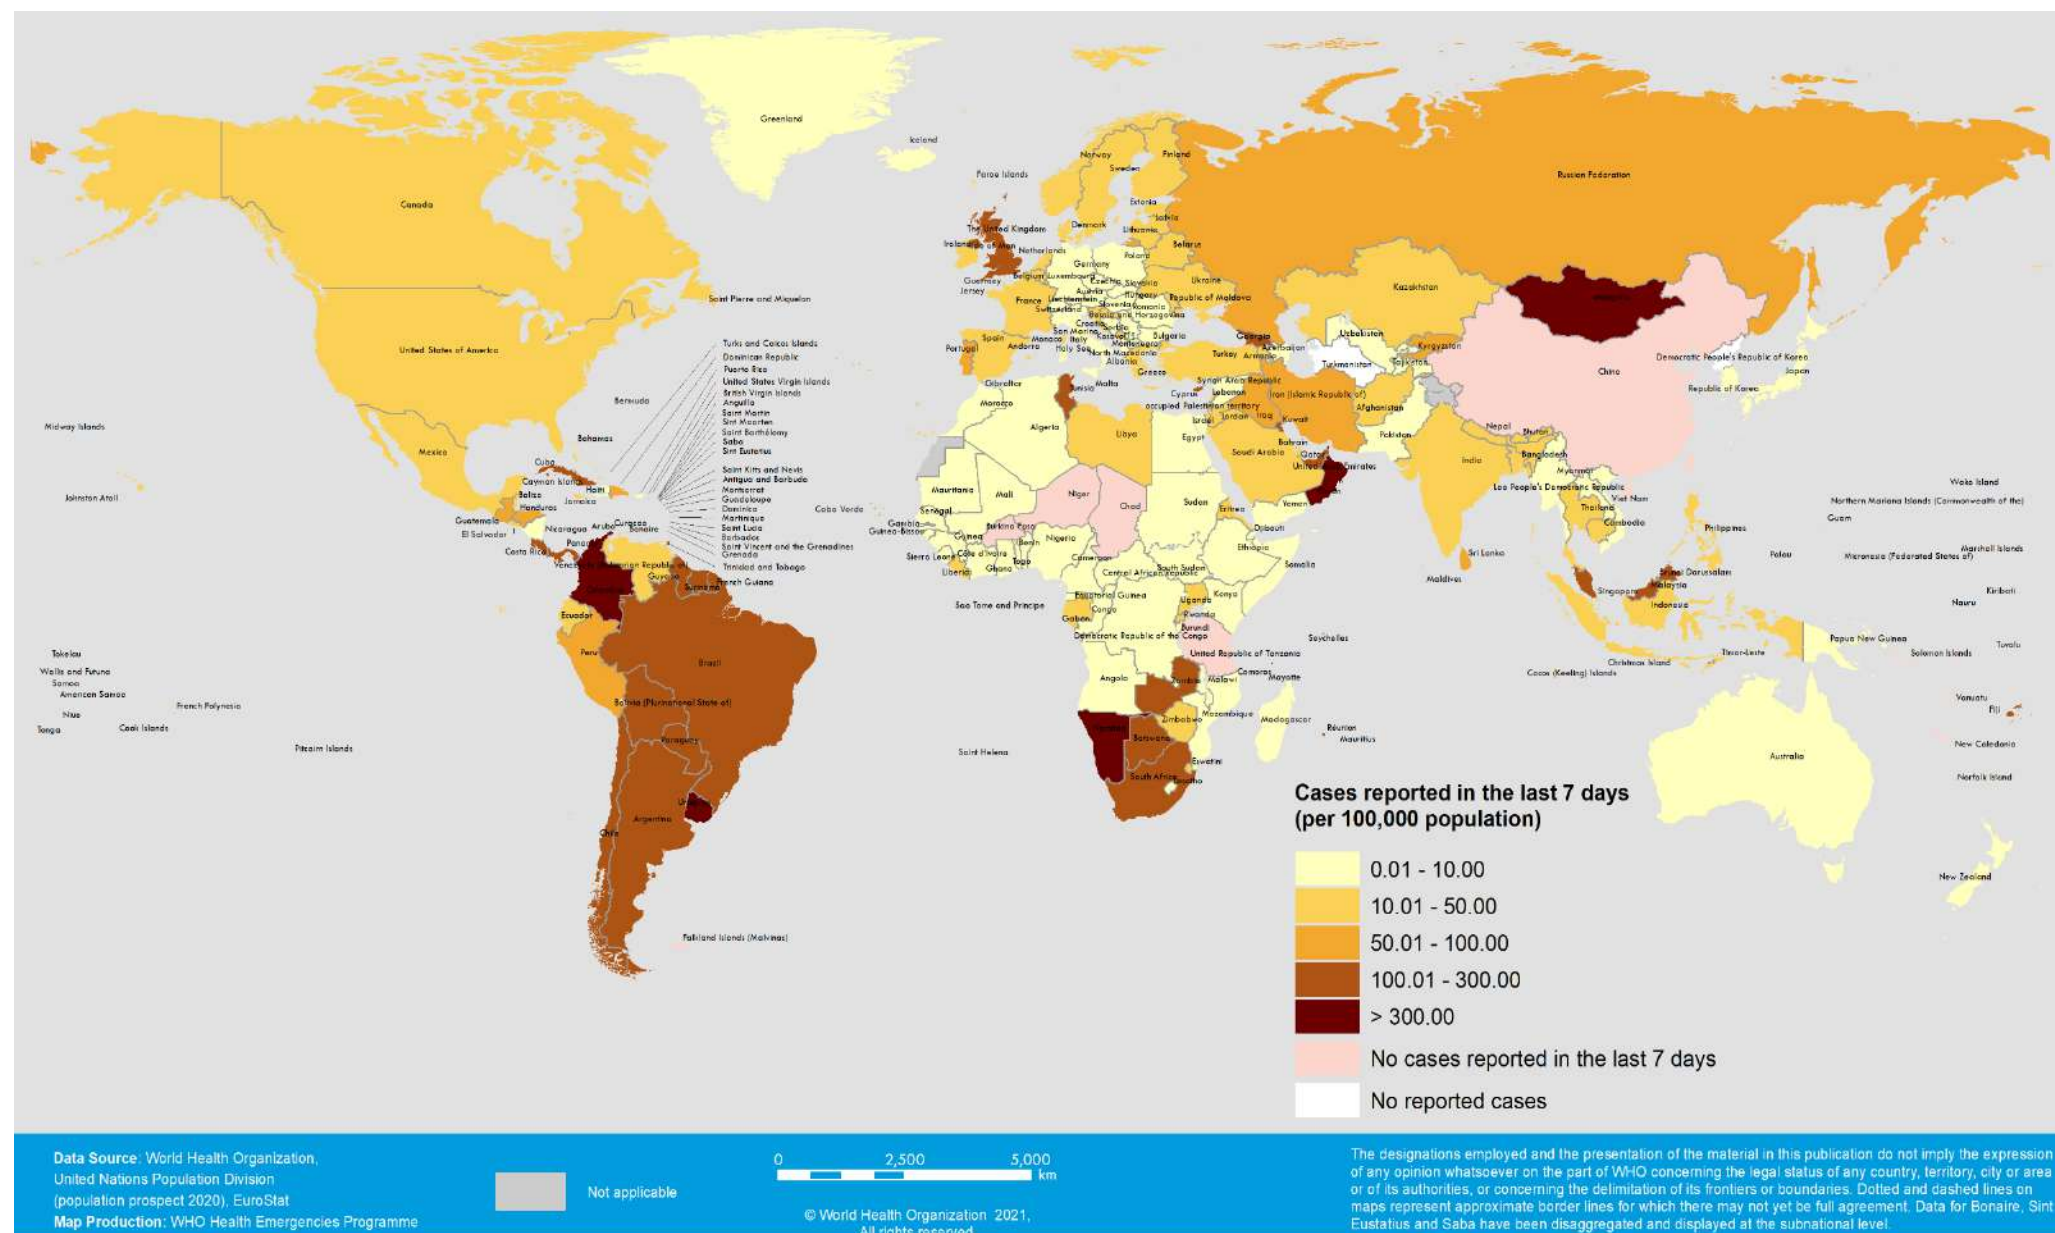 Greenland
Iceland
Faroe Islands
Norway
Finland
Sweden
Russian Federation
Canada
Estonia
Latvia
Denmark
Lithuania
The United Kingdom
Belarus
Ireland
Isle of Man
Netherlands
Poland
Germany
Belgium
Luxembourg
Guernsey
Jersey
Czechia
Slovakia
Ukraine
Kazakhstan
Austria
Hungary
France
Liechtenstein
Republic of Moldova
Saint Pierre and Miquelon
Slovenia
Romania
Switzerland
Bosnia and Herzegovina
Croatia
Serbia
San Marino
Spain
Monaco
Italy
Bulgaria
Georgia
Uzbekistan
Portugal
Andorra
Holy See
Montenegro
North Macedonia
Azerbaijan
Kyrgyzstan
United States of America
Turkey
Armenia
Albania
Turkmenistan
Tajikistan
Democratic People's Republic of Korea
Greece
China
Japan
Turks and Caicos Islands
Dominican Republic
Puerto Rico
United States Virgin Islands
British Virgin Islands
Anguilla
Saint Martin
Sint Maarten
Saint Barthélemy
Saba
Sint Eustatius
Saint Kitts and Nevis
Antigua and Barbuda
Montserrat
Guadeloupe
Dominica
Martinique
Saint Lucia
Barbados
Saint Vincent and the Grenadines
Grenada
Trinidad and Tobago
Gibraltar
Tunisia
Malta
Syrian Arab Republic
Cyprus
Lebanon
Iran (Islamic Republic of)
Republic of Korea
Bermuda
Morocco
occupied Palestinian territory
Afghanistan
Israel
Jordan
Iraq
Kuwait
Midway Islands
Bahamas
Algeria
Libya
Egypt
Bahrain
Pakistan
Nepal
Bhutan
Mexico
Saudi Arabia
Qatar
United Arab Emirates
India
Bangladesh
Myanmar
Cuba
Cayman Islands
Haiti
Jamaica
Belize
Honduras
Guatemala
El Salvador
Nicaragua
Aruba
Curacao
Bonaire
Costa Rica
Panama
Johnston Atoll
Mauritania
Mali
Niger
Chad
Sudan
Eritrea
Yemen
Lao People's Democratic Republic
Viet Nam
Thailand
Cambodia
Wake Island
Northern Mariana Islands (Commonwealth of the)
Guam
Cabo Verde
Senegal
Gambia
Guinea-Bissau
Guinea
Burkina Faso
Benin
Nigeria
Djibouti
Philippines
Sierra Leone
Côte d'Ivoire
Togo
Ghana
Liberia
Cameroon
Central African Republic
South Sudan
Ethiopia
Somalia
Sri Lanka
Maldives
Palau
Micronesia (Federated States of)
Marshall Islands
Guyana
Suriname
French Guiana
Brunei Darussalam
Malaysia
Singapore
Indonesia
Kiribati
Nauru
Ecuador
Sao Tome and Principe
Equatorial Guinea
Gabon
Congo
Uganda
Kenya
Rwanda
Burundi
Democratic Republic of the Congo
United Republic of Tanzania
Seychelles
Papua New Guinea
Solomon Islands
Tuvalu
Timor-Leste
Christmas Island
Cocos (Keeling) Islands
Peru
Brazil
Tokelau
Wallis and Futuna
Samoa
American Samoa
Niue
Tonga
Cook Islands
French Polynesia
Pitcairn Islands
Bolivia (Plurinational State of)
Paraguay
Argentina
Chile
Falkland Islands (Malvinas)
Angola
Zambia
Malawi
Comoros
Mayotte
Mozambique
Zimbabwe
Madagascar
Réunion
Mauritius
Botswana
Saint Helena
Eswatini
South Africa
Lesotho
Vanuatu
Fiji
New Caledonia
Norfolk Island
Australia
New Zealand
Cases reported in the last 7 days
(per 100,000 population)
0.01 - 10.00
10.01 - 50.00
50.01 - 100.00
100.01 - 300.00
> 300.00
No cases reported in the last 7 days
No reported cases
Data Source: World Health Organization,
United Nations Population Division
(population prospect 2020), EuroStat
Map Production: WHO Health Emergencies Programme
Not applicable
0 2,500 5,000
km
© World Health Organization 2021,
All rights reserved
The designations employed and the presentation of the material in this publication do not imply the expression
of any opinion whatsoever on the part of WHO concerning the legal status of any country, territory, city or area
or of its authorities, or concerning the delimitation of its frontiers or boundaries. Dotted and dashed lines on
maps represent approximate border lines for which there may not yet be full agreement. Data for Bonaire, Sint
Eustatius and Saba have been disaggregated and displayed at the subnational level.